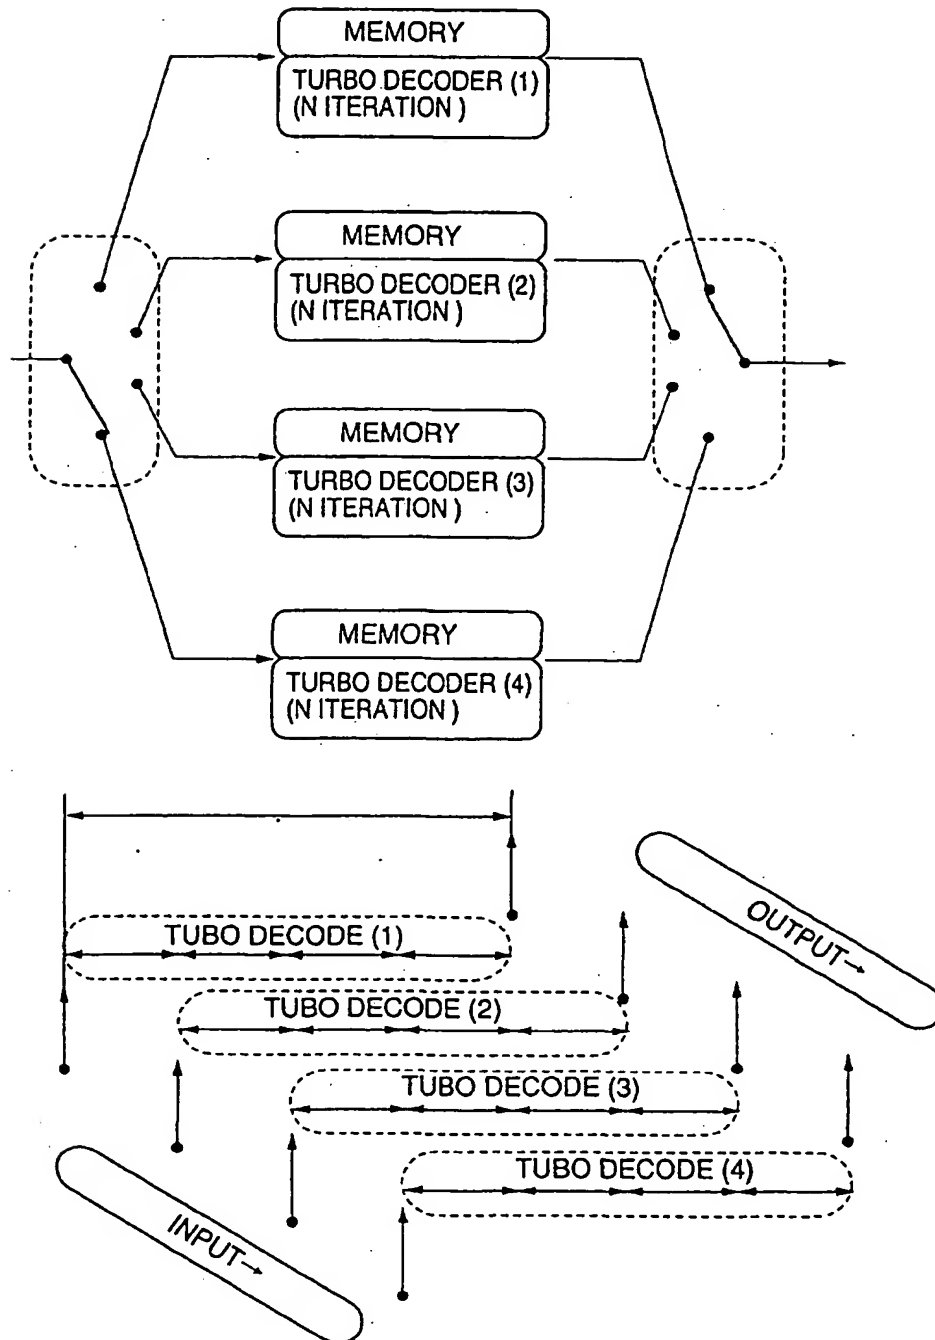 MEMORY
TURBO DECODER (1)
(N ITERATION )
MEMORY
TURBO DECODER (2)
(N ITERATION )
MEMORY
TURBO DECODER (3)
(N ITERATION )
MEMORY
TURBO DECODER (4)
(N ITERATION )
TUBO DECODE (1)
OUTPUT→
TUBO DECODE (2)
TUBO DECODE (3)
TUBO DECODE (4)
INPUT→